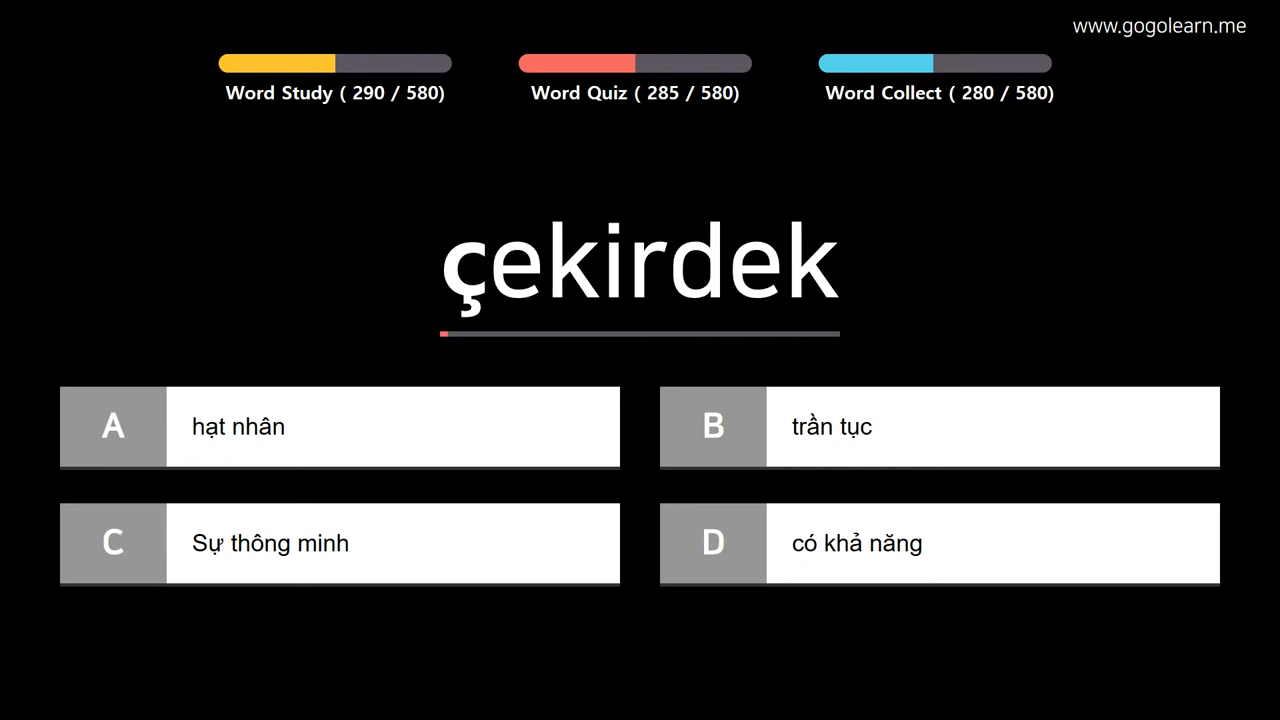 www.gogolearn.me
Word Study ( 290 / 580)
Word Quiz ( 285 / 580)
Word Collect ( 280 / 580)
çekirdek
A hạt nhân
B trần tục
C Sự thông minh
D có khả năng